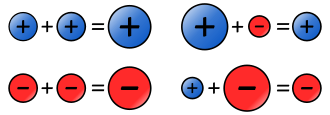 + + + = + + + − = +
− + − = − + + − = −